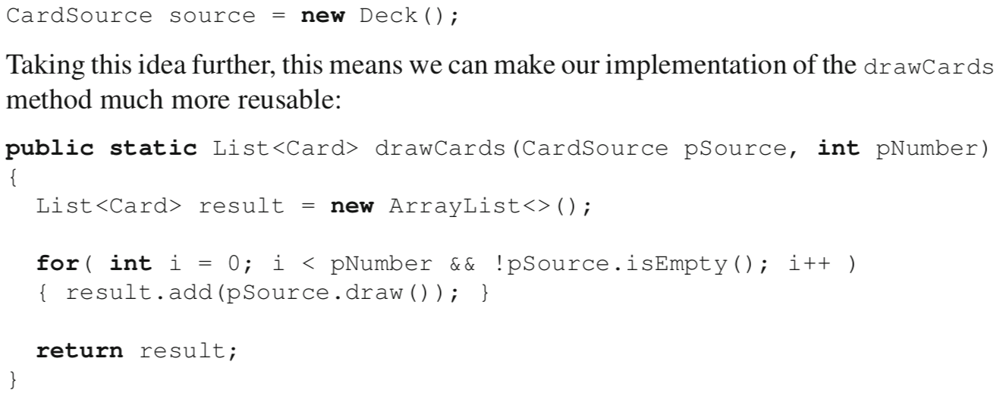 CardSource source = new Deck();
Taking this idea further, this means we can make our implementation of the drawCards
method much more reusable:
public static List<Card> drawCards(CardSource pSource, int pNumber)
{
  List<Card> result = new ArrayList<>();
  for( int i = 0; i < pNumber && !pSource.isEmpty(); i++ )
  { result.add(pSource.draw()); }
  return result;
}